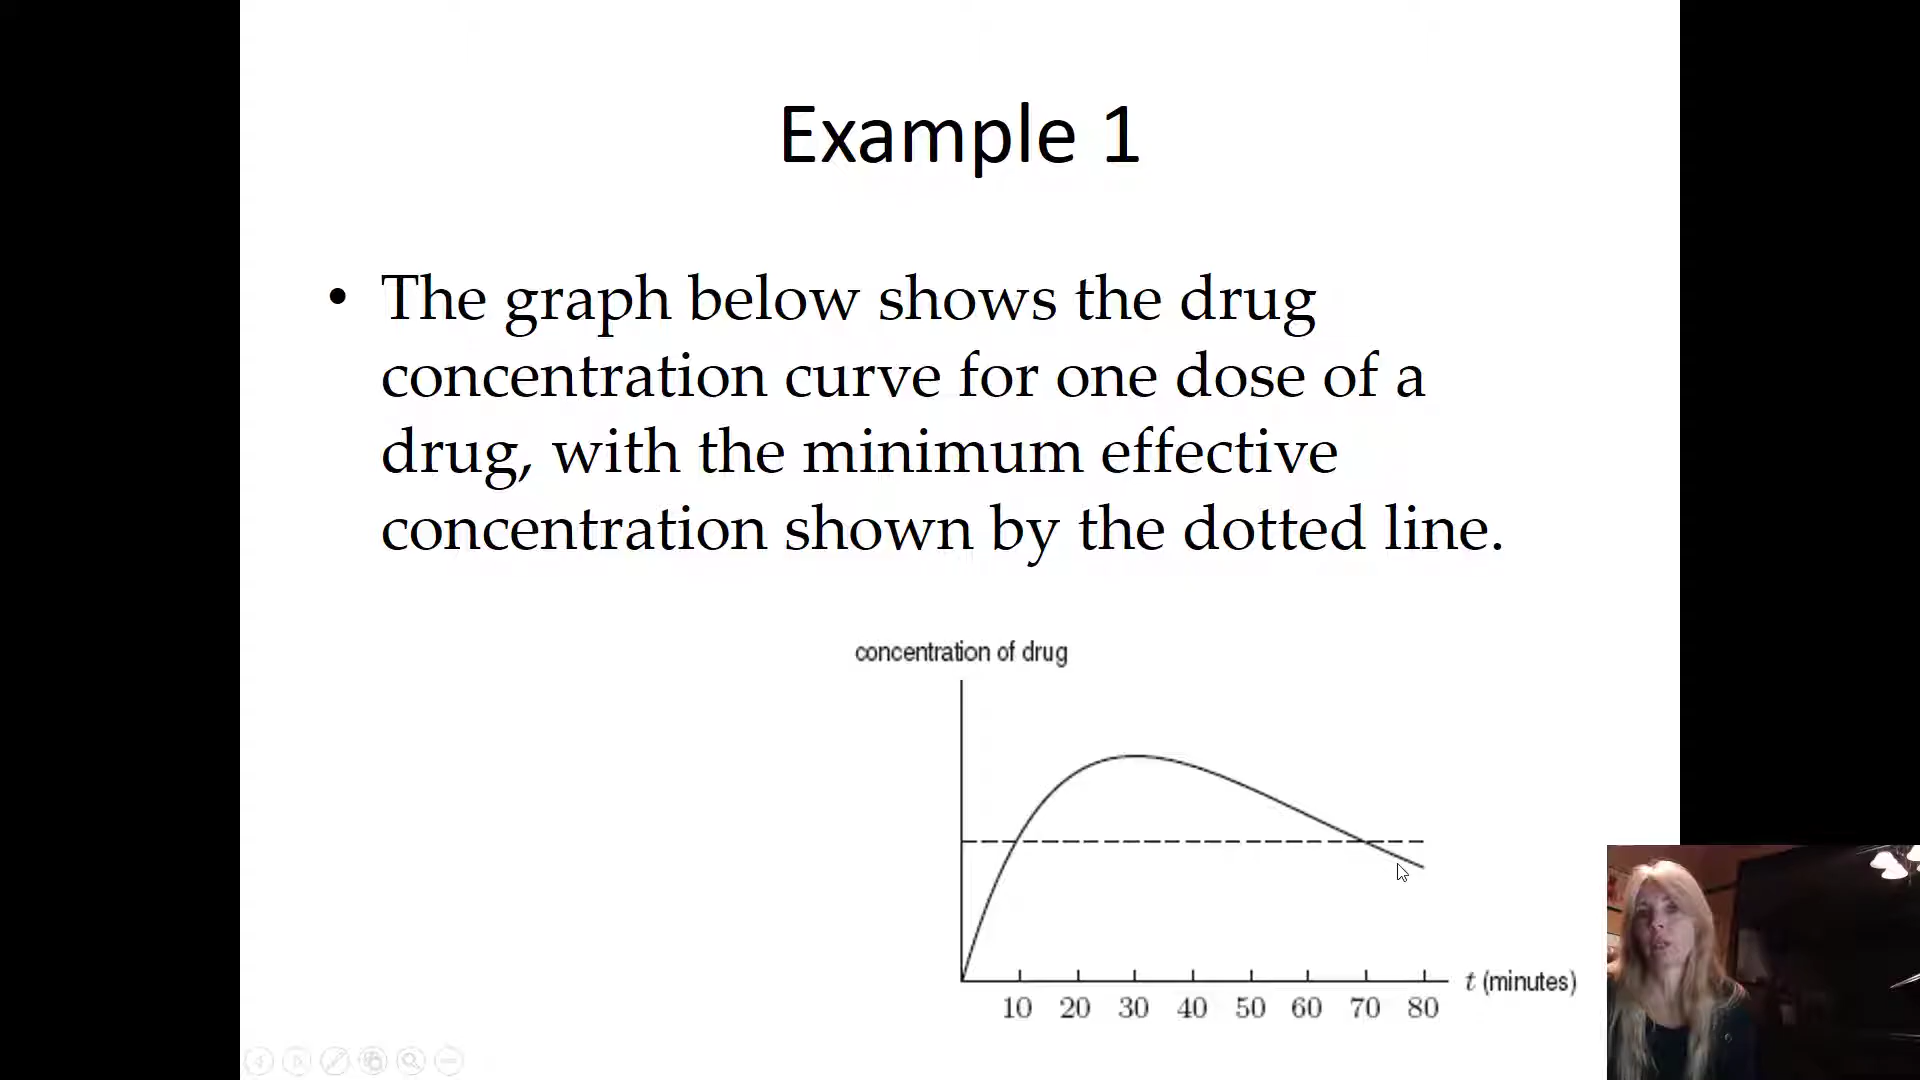 Example 1
• The graph below shows the drug
concentration curve for one dose of a
drug, with the minimum effective
concentration shown by the dotted line.
concentration of drug
t (minutes)
10 20 30 40 50 60 70 80